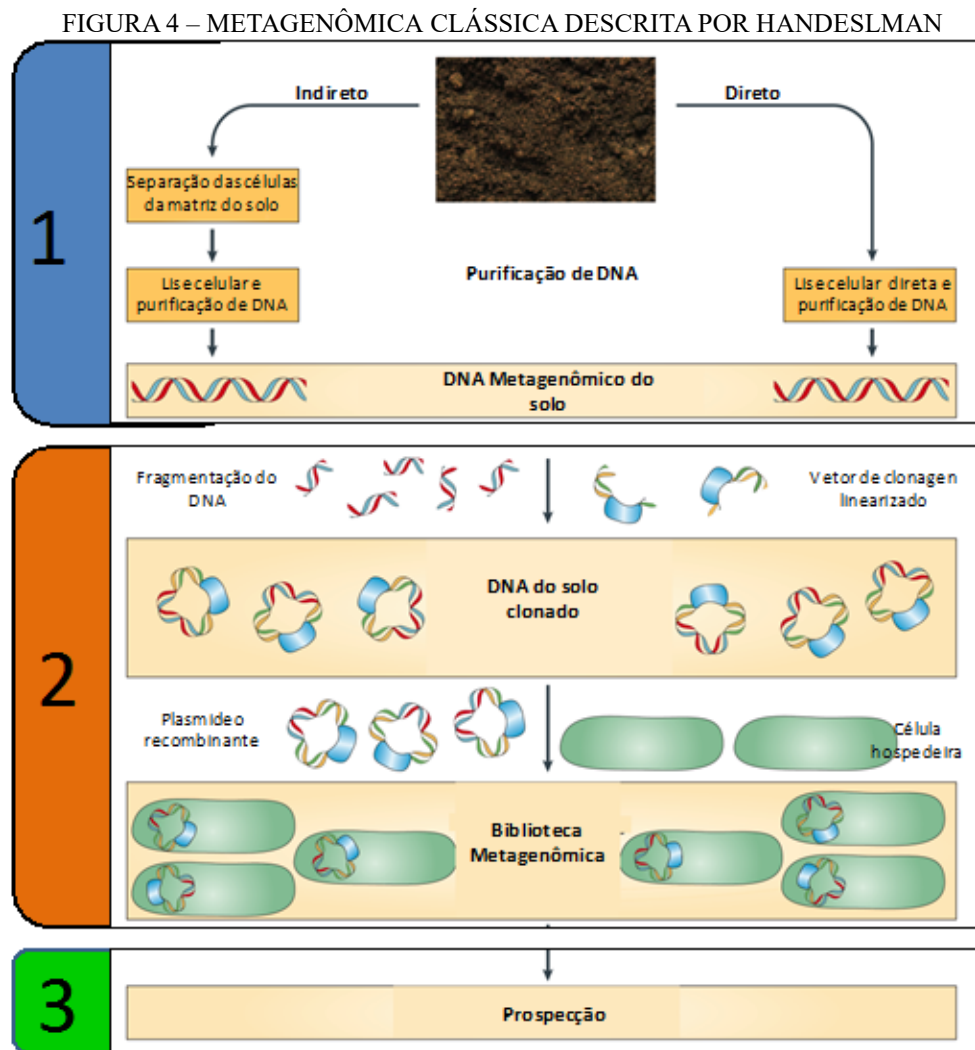 FIGURA 4 – METAGENÔMICA CLÁSSICA DESCRITA POR HANDESLMAN
1
Indireto
Direto
Separação das células
da matriz do solo
Lise celular e
purificação de DNA
Purificação de DNA
Lise celular direta e
purificação de DNA
DNA Metagenômico do
solo
2
Fragmentação do
DNA
Vetor de clonagen
linearizado
DNA do solo
clonado
Plasmídeo
recombinante
Célula
hospedeira
Biblioteca
Metagenômica
3
Prospecção